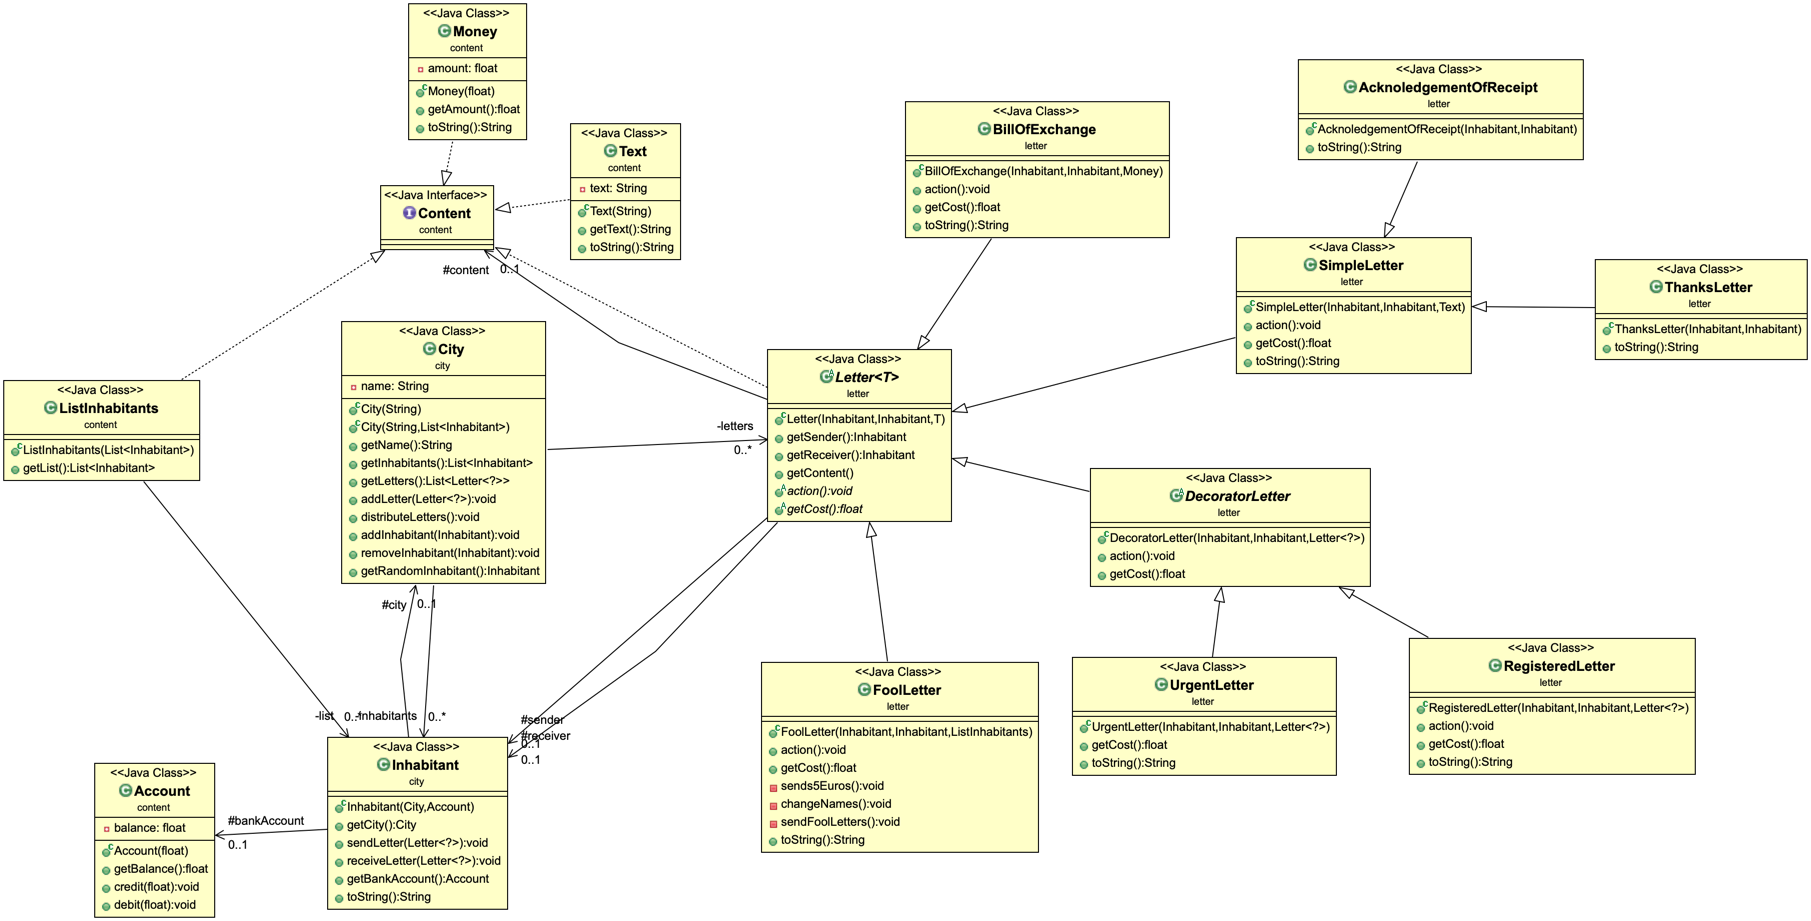 <<Java Class>>
Money
content
amount: float
Money(float)
getAmount():float
toString():String
<<Java Class>>
Text
content
text: String
Text(String)
getText():String
toString():String
<<Java Interface>>
Content
content
#content 0..1
<<Java Class>>
BillOfExchange
letter
BillOfExchange(Inhabitant,Inhabitant,Money)
action():void
getCost():float
toString():String
<<Java Class>>
AcknoledgementOfReceipt
letter
AcknoledgementOfReceipt(Inhabitant,Inhabitant)
toString():String
<<Java Class>>
SimpleLetter
letter
SimpleLetter(Inhabitant,Inhabitant,Text)
action():void
getCost():float
toString():String
<<Java Class>>
ThanksLetter
letter
ThanksLetter(Inhabitant,Inhabitant)
toString():String
<<Java Class>>
ListInhabitants
content
ListInhabitants(List<Inhabitant>)
getList():List<Inhabitant>
<<Java Class>>
City
city
name: String
City(String)
City(String,List<Inhabitant>)
getName():String
getInhabitants():List<Inhabitant>
getLetters():List<Letter<?>>
addLetter(Letter<?>):void
distributeLetters():void
addInhabitant(Inhabitant):void
removeInhabitant(Inhabitant):void
getRandomInhabitant():Inhabitant
-letters
0..*
<<Java Class>>
Letter<T>
letter
Letter(Inhabitant,Inhabitant,T)
getSender():Inhabitant
getReceiver():Inhabitant
getContent()
action():void
getCost():float
<<Java Class>>
DecoratorLetter
letter
DecoratorLetter(Inhabitant,Inhabitant,Letter<?>)
action():void
getCost():float
#city 0..1
-list
-inhabitants 0..*
#sender
0..1
#receiver
0..1
<<Java Class>>
FoolLetter
letter
FoolLetter(Inhabitant,Inhabitant,ListInhabitants)
action():void
getCost():float
sends5Euros():void
changeNames():void
sendFoolLetters():void
toString():String
<<Java Class>>
UrgentLetter
letter
UrgentLetter(Inhabitant,Inhabitant,Letter<?>)
getCost():float
toString():String
<<Java Class>>
RegisteredLetter
letter
RegisteredLetter(Inhabitant,Inhabitant,Letter<?>)
action():void
getCost():float
toString():String
<<Java Class>>
Account
content
balance: float
Account(float)
getBalance():float
credit(float):void
debit(float):void
#bankAccount
0..1
<<Java Class>>
Inhabitant
city
Inhabitant(City,Account)
getCity():City
sendLetter(Letter<?>):void
receiveLetter(Letter<?>):void
getBankAccount():Account
toString():String